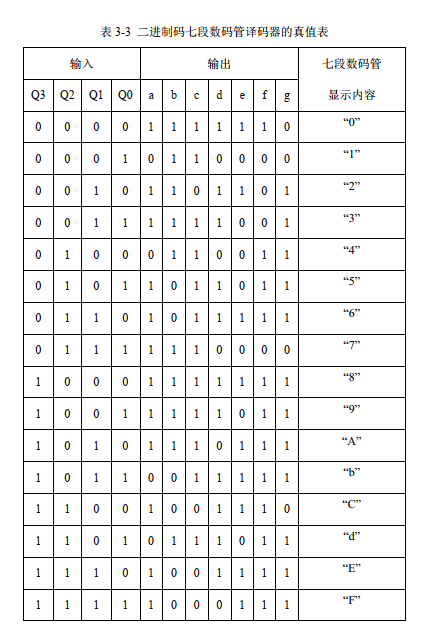 表 3-3 二进制码七段数码管译码器的真值表
输入 输出 七段数码管
Q3 Q2 Q1 Q0 a b c d e f g 显示内容
0 0 0 0 1 1 1 1 1 1 0 “0”
0 0 0 1 0 1 1 0 0 0 0 “1”
0 0 1 0 1 1 0 1 1 0 1 “2”
0 0 1 1 1 1 1 1 0 0 1 “3”
0 1 0 0 0 1 1 0 0 1 1 “4”
0 1 0 1 1 0 1 1 0 1 1 “5”
0 1 1 0 1 0 1 1 1 1 1 “6”
0 1 1 1 1 1 1 0 0 0 0 “7”
1 0 0 0 1 1 1 1 1 1 1 “8”
1 0 0 1 1 1 1 1 0 1 1 “9”
1 0 1 0 1 1 1 0 1 1 1 “A”
1 0 1 1 0 0 1 1 1 1 1 “b”
1 1 0 0 1 0 0 1 1 1 0 “C”
1 1 0 1 0 1 1 1 0 1 1 “d”
1 1 1 0 1 0 0 1 1 1 1 “E”
1 1 1 1 1 0 0 0 1 1 1 “F”